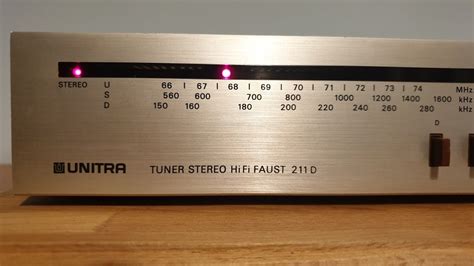 STEREO U 66 67 68 69 70 71 72 73 74 MHz
S 560 600 700 800 1000 1200 1400 1600 kHz
D 150 160 180 200 220 240 260 280 kHz
D
UNITRA TUNER STEREO HiFi FAUST 211 D